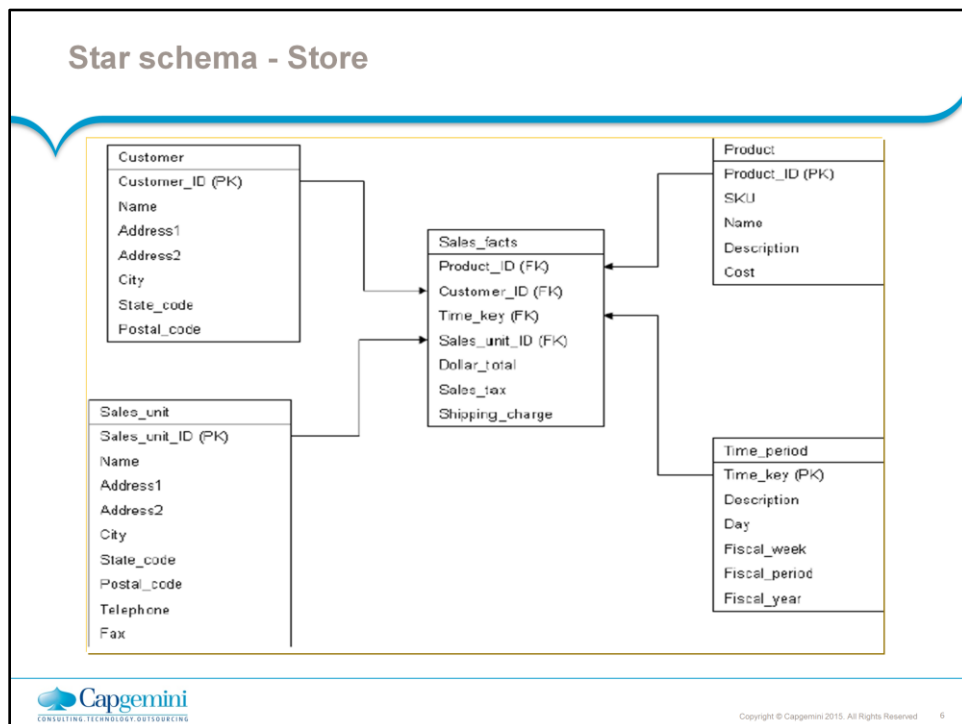 Star schema - Store
Customer
Customer_ID (PK)
Name
Address1
Address2
City
State_code
Postal_code
Sales_unit
Sales_unit_ID (PK)
Name
Address1
Address2
City
State_code
Postal_code
Telephone
Fax
Sales_facts
Product_ID (FK)
Customer_ID (FK)
Time_key (FK)
Sales_unit_ID (FK)
Dollar_total
Sales_tax
Shipping_charge
Product
Product_ID (PK)
SKU
Name
Description
Cost
Time_period
Time_key (PK)
Description
Day
Fiscal_week
Fiscal_period
Fiscal_year
Capgemini
CONSULTING.TECHNOLOGY.OUTSOURCING
Copyright © Capgemini 2015. All Rights Reserved 6